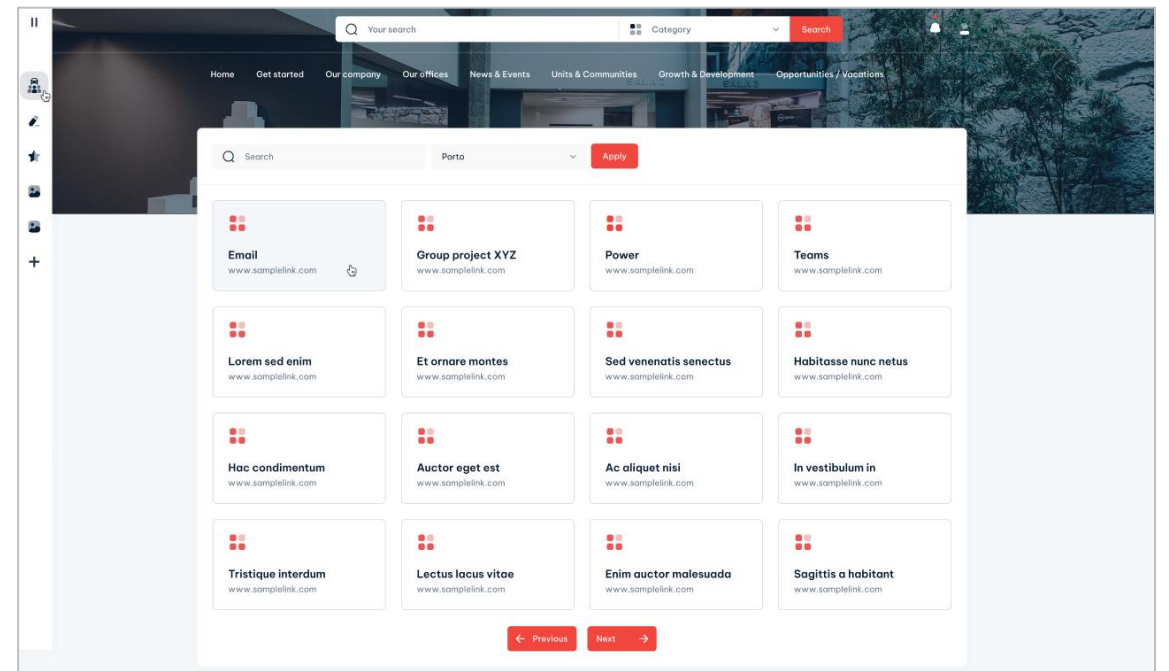 Your search
Category
Search
Home Get started Our company Our offices News & Events Units & Communities Growth & Development Opportunities / Vacations
Search
Porto
Apply
Email Group project XYZ Power Teams
www.samplelink.com www.samplelink.com www.samplelink.com www.samplelink.com
Lorem sed enim Et ornare montes Sed venenatis senectus Habitasse nunc netus
www.samplelink.com www.samplelink.com www.samplelink.com www.samplelink.com
Hac condimentum Auctor eget est Ac aliquet nisi In vestibulum in
www.samplelink.com www.samplelink.com www.samplelink.com www.samplelink.com
Tristique interdum Lectus lacus vitae Enim auctor malesuada Sagittis a habitant
www.samplelink.com www.samplelink.com www.samplelink.com www.samplelink.com
← Previous Next →